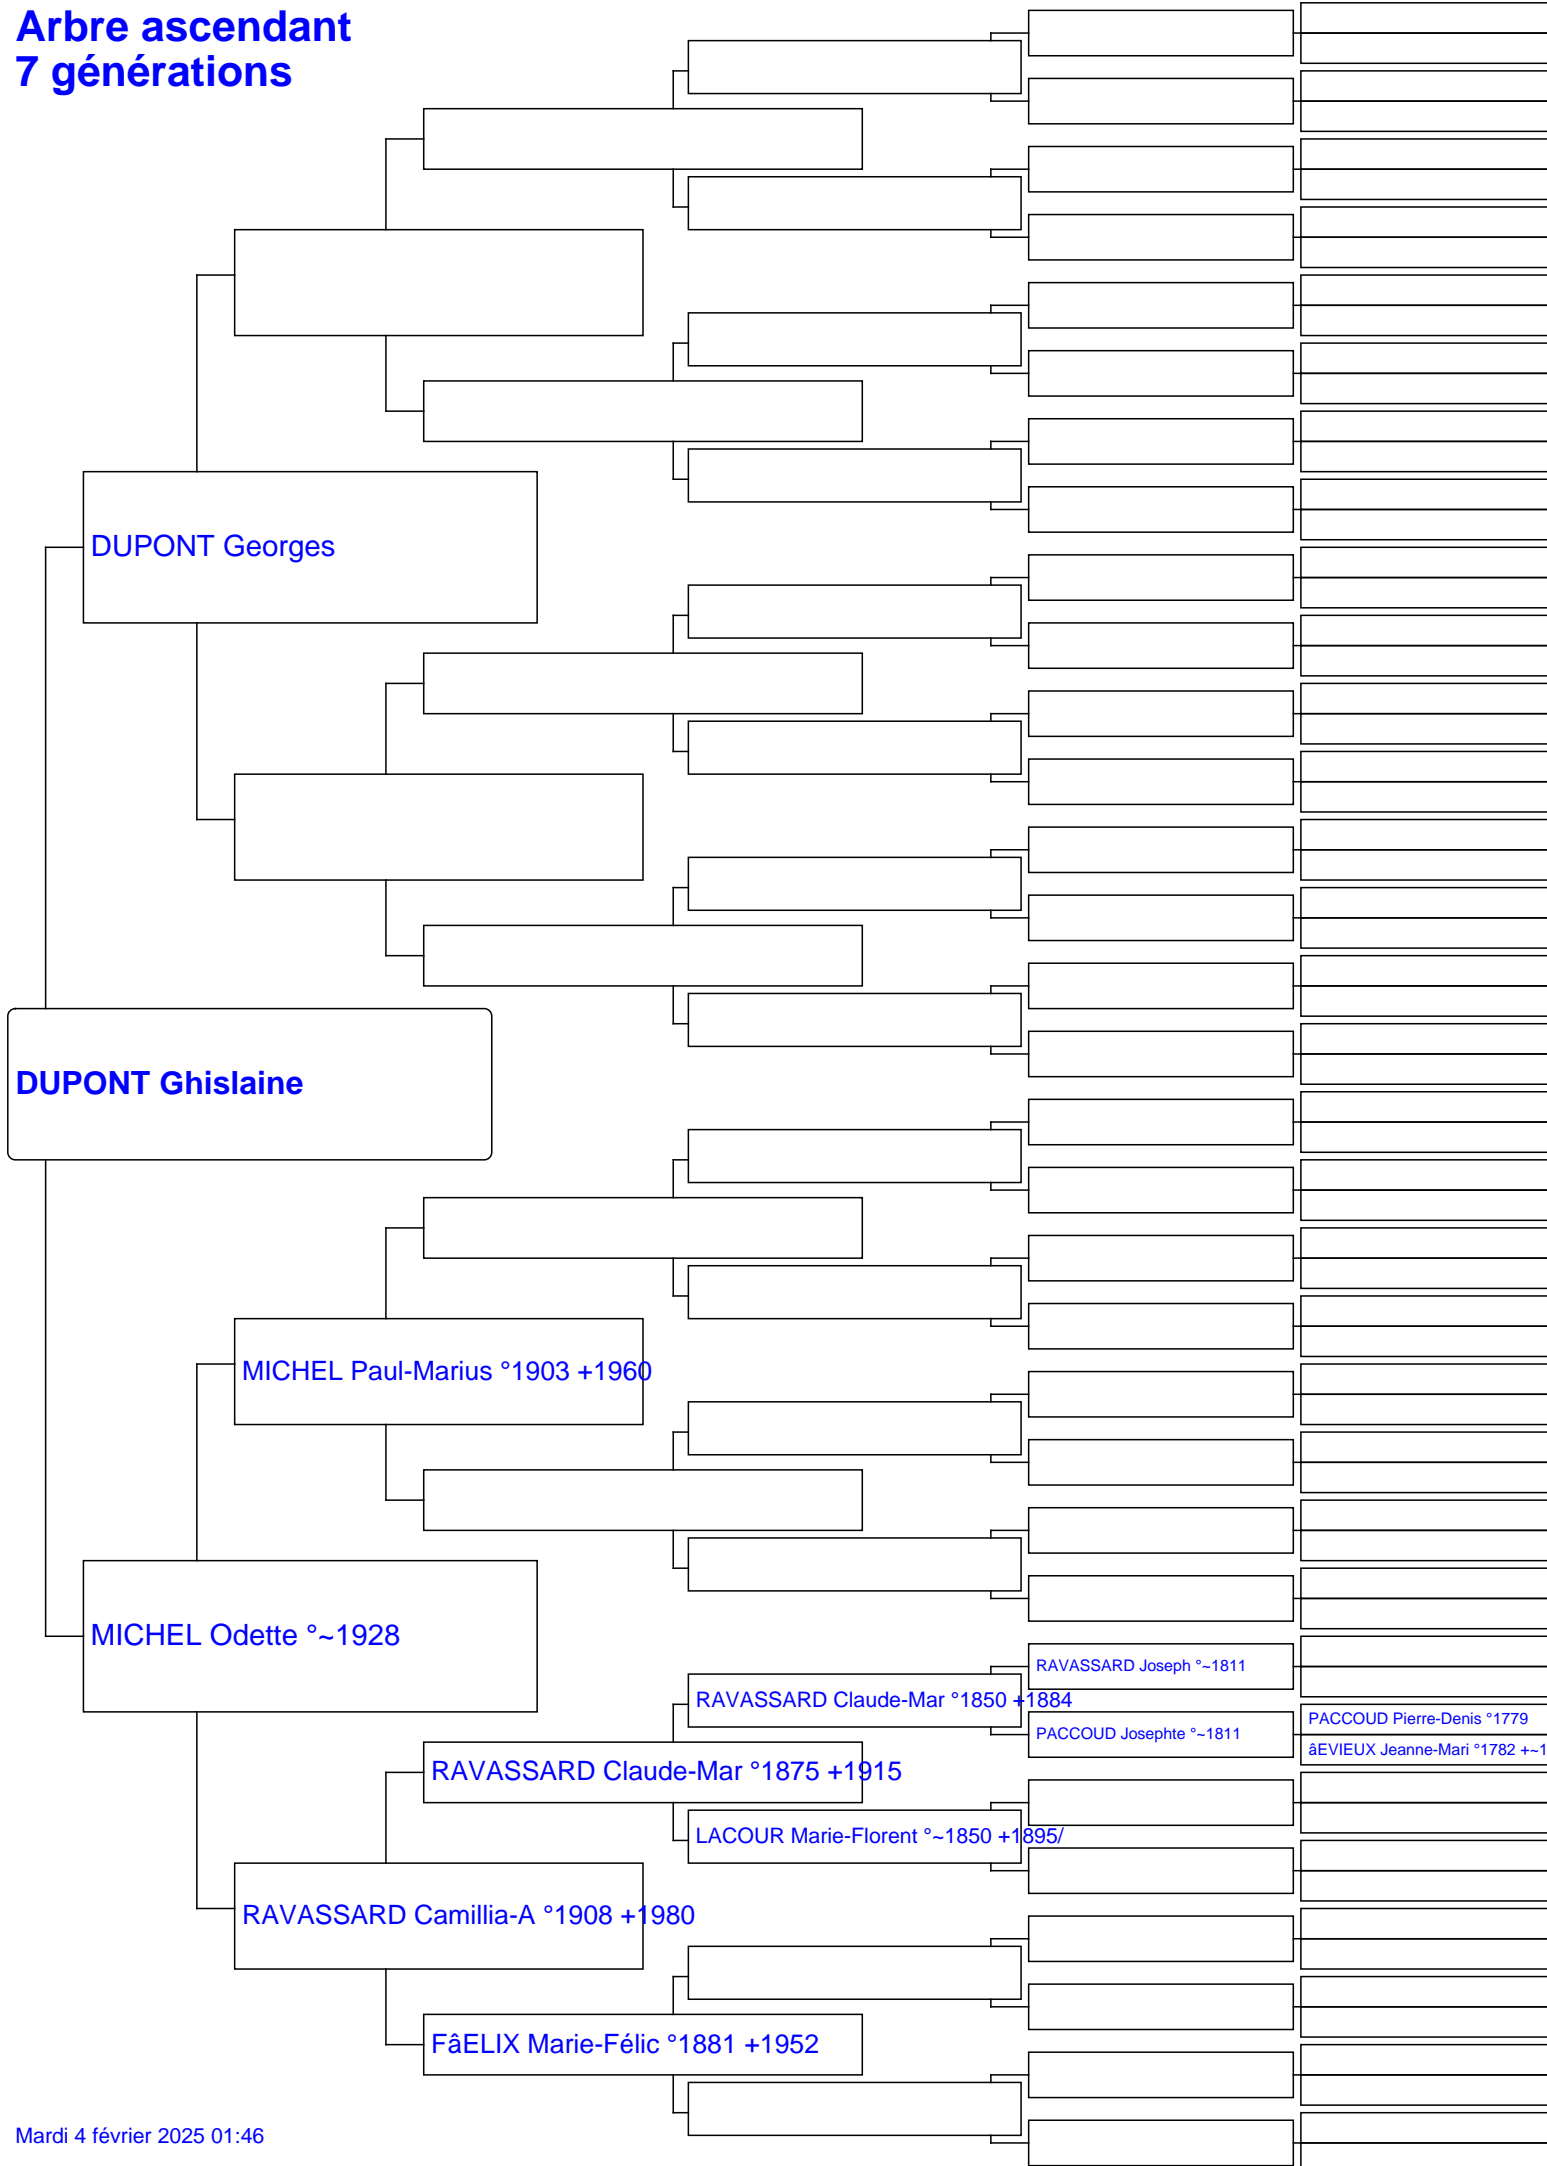 Arbre ascendant
7 générations
DUPONT Georges
DUPONT Ghislaine
MICHEL Paul-Marius °1903 +1960
MICHEL Odette °~1928
RAVASSARD Joseph °~1811
RAVASSARD Claude-Mar °1850 +1884
PACCOUD Josephte °~1811
PACCOUD Pierre-Denis °1779
âEVIEUX Jeanne-Mari °1782 +~1
RAVASSARD Claude-Mar °1875 +1915
LACOUR Marie-Florent °~1850 +1895/
RAVASSARD Camillia-A °1908 +1980
FâELIX Marie-Félic °1881 +1952
Mardi 4 février 2025 01:46